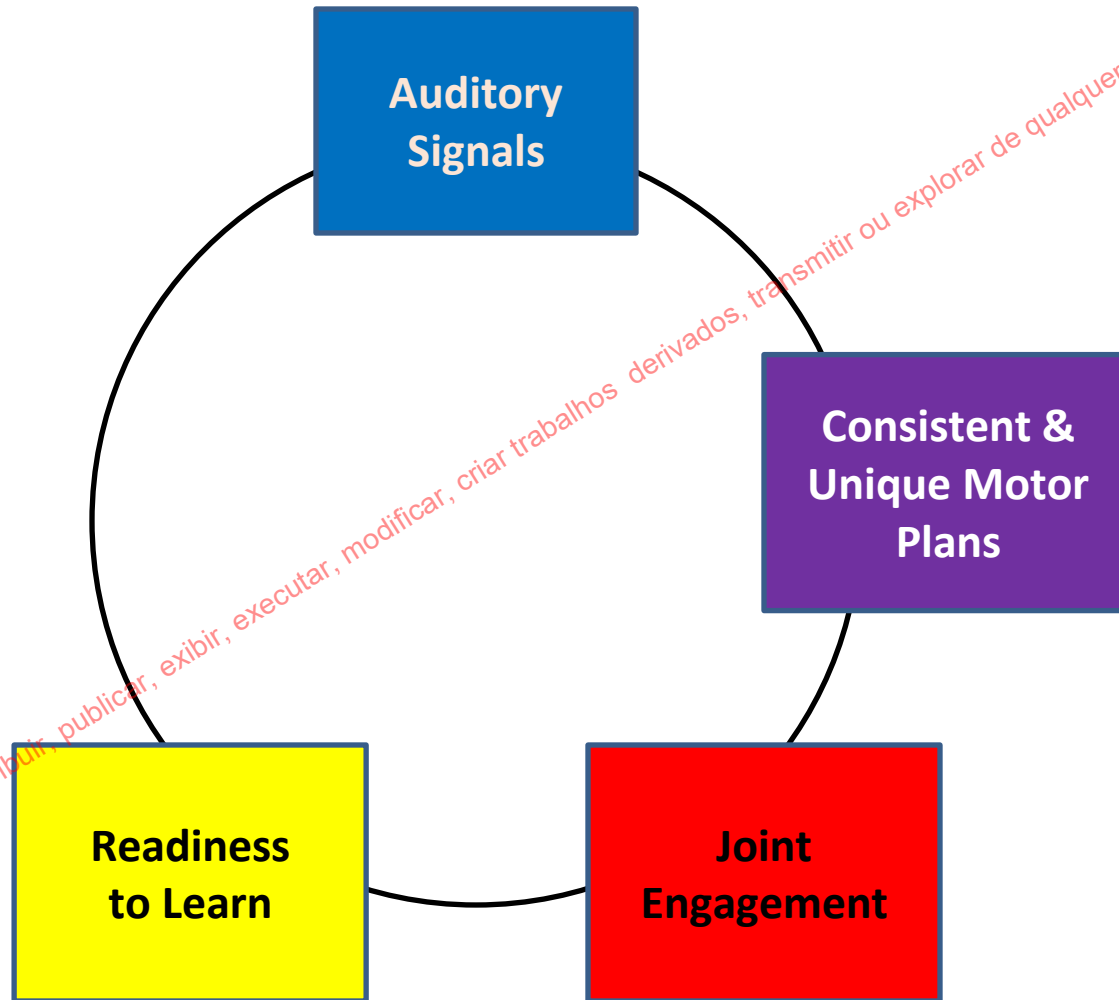 Auditory
Signals
Consistent &
Unique Motor
Plans
Joint
Engagement
Readiness
to Learn
publicar, exibir, executar, modificar, criar trabalhos derivados, transmitir ou explorar de qualquer